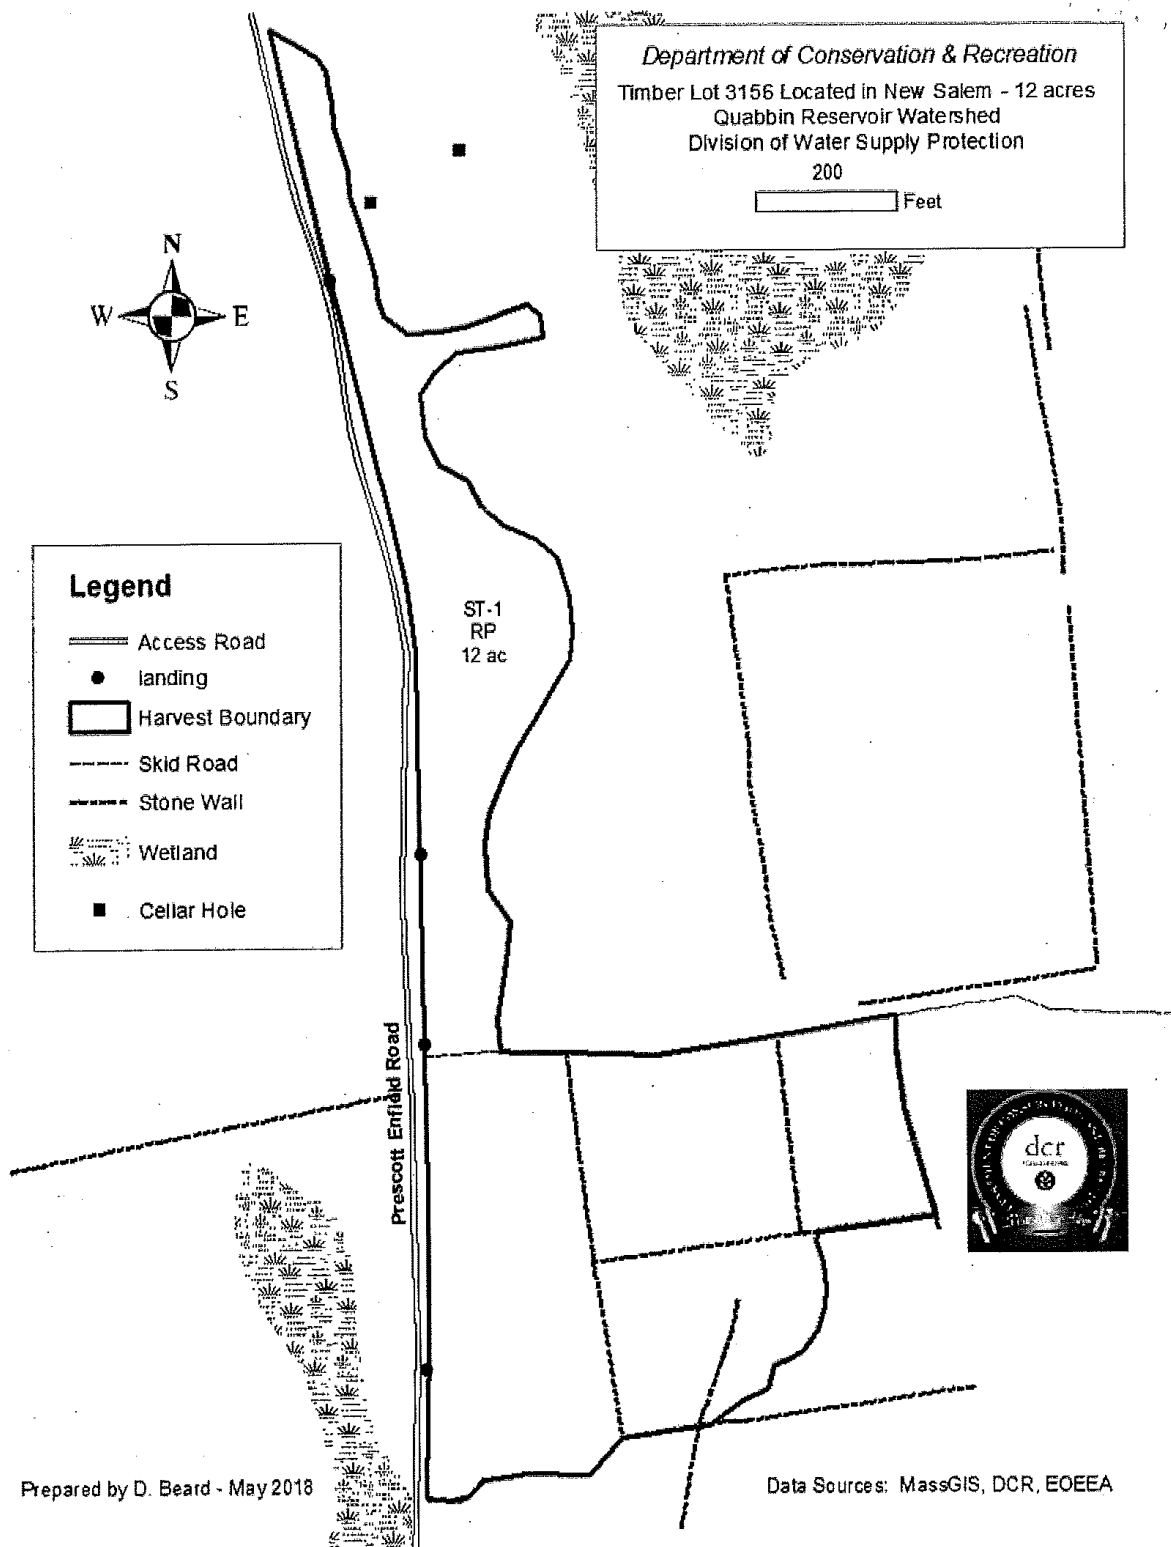 Department of Conservation & Recreation
Timber Lot 3156 Located in New Salem - 12 acres
Quabbin Reservoir Watershed
Division of Water Supply Protection
200
Feet
N
W
E
S
Legend
Access Road
landing
Harvest Boundary
Skid Road
Stone Wall
Wetland
Cellar Hole
ST-1
RP
12 ac
Prescott Enfield Road
dcr
Prepared by D. Beard - May 2018
Data Sources: MassGIS, DCR, EOEEA